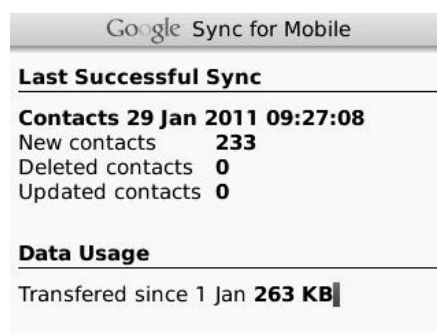 Google Sync for Mobile
Last Successful Sync
Contacts 29 Jan 2011 09:27:08
New contacts 233
Deleted contacts 0
Updated contacts 0
Data Usage
Transfered since 1 Jan 263 KB